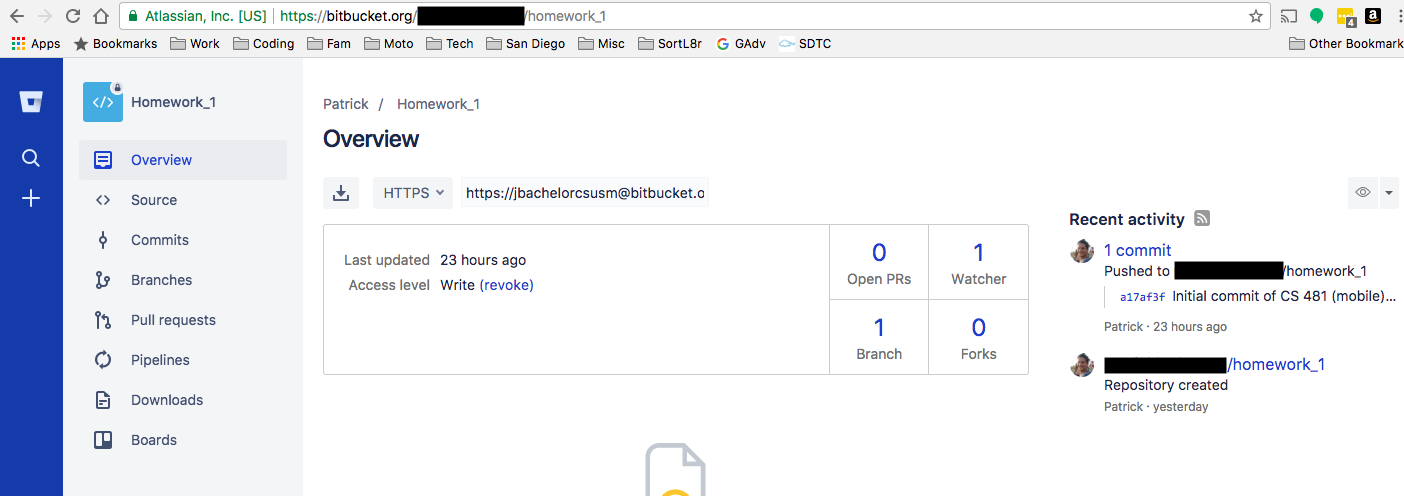 Atlassian, Inc. [US] https://bitbucket.org/ /homework_1
4
Apps Bookmarks Work Coding Fam Moto Tech San Diego Misc SortL8r GAdv SDTC Other Bookmark
</> Homework_1
Overview
Source
Commits
Branches
Pull requests
Pipelines
Downloads
Boards
Patrick / Homework_1
Overview
HTTPS https://jbachelorcsusm@bitbucket.o
Last updated 23 hours ago
Access level Write (revoke)
0
Open PRs
1
Watcher
1
Branch
0
Forks
Recent activity
1 commit
Pushed to /homework_1
a17af3f Initial commit of CS 481 (mobile)...
Patrick · 23 hours ago
/homework_1
Repository created
Patrick · yesterday